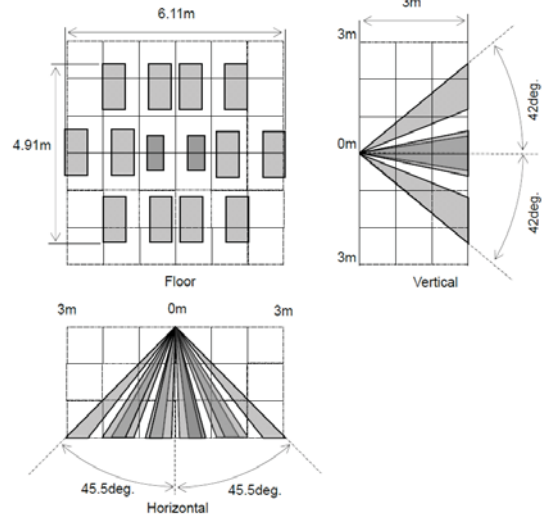 6.11m
4.91m
Floor
3m
3m
0m
3m
42deg.
42deg.
Vertical
3m
0m
3m
45.5deg.
45.5deg.
Horizontal